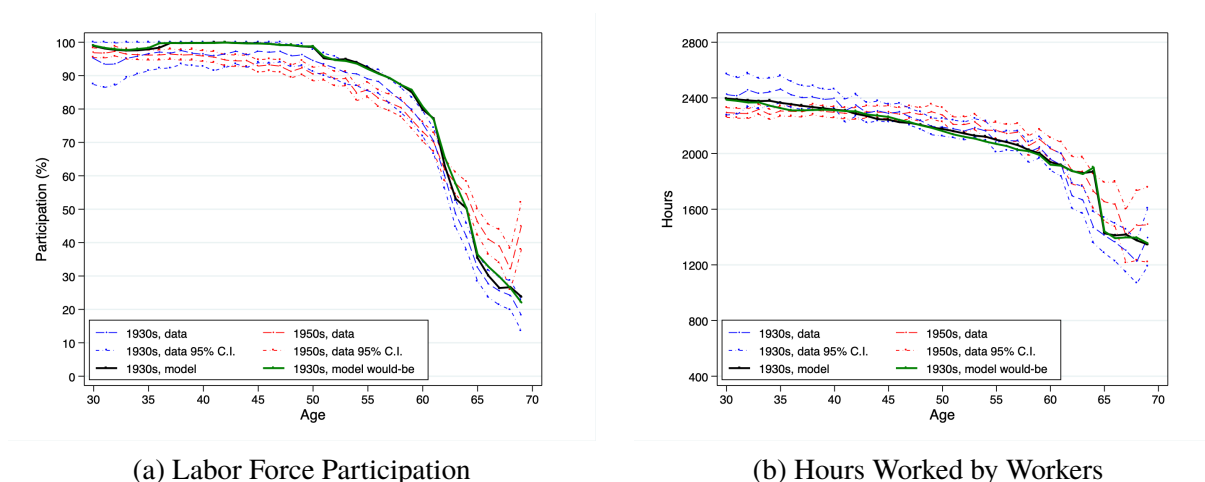 100
90
80
70
60
50
40
30
20
10
0
Participation (%)
1930s, data
1950s, data
1930s, data 95% C.I.
1950s, data 95% C.I.
1930s, model
1930s, model would-be
30 35 40 45 50 55 60 65 70
Age
(a) Labor Force Participation
2800
2400
2000
1600
1200
800
400
Hours
1930s, data
1950s, data
1930s, data 95% C.I.
1950s, data 95% C.I.
1930s, model
1930s, model would-be
30 35 40 45 50 55 60 65 70
Age
(b) Hours Worked by Workers